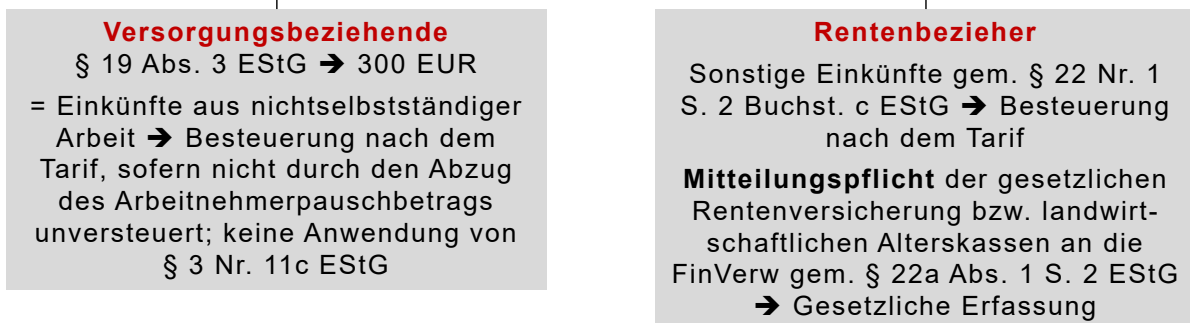 Versorgungsbeziehende
§ 19 Abs. 3 EStG ➔ 300 EUR
= Einkünfte aus nichtselbstständiger
Arbeit ➔ Besteuerung nach dem
Tarif, sofern nicht durch den Abzug
des Arbeitnehmerpauschbetrags
unversteuert; keine Anwendung von
§ 3 Nr. 11c EStG
Rentenbezieher
Sonstige Einkünfte gem. § 22 Nr. 1
S. 2 Buchst. c EStG ➔ Besteuerung
nach dem Tarif
Mitteilungspflicht der gesetzlichen
Rentenversicherung bzw. landwirt-
schaftlichen Alterskassen an die
FinVerw gem. § 22a Abs. 1 S. 2 EStG
➔ Gesetzliche Erfassung